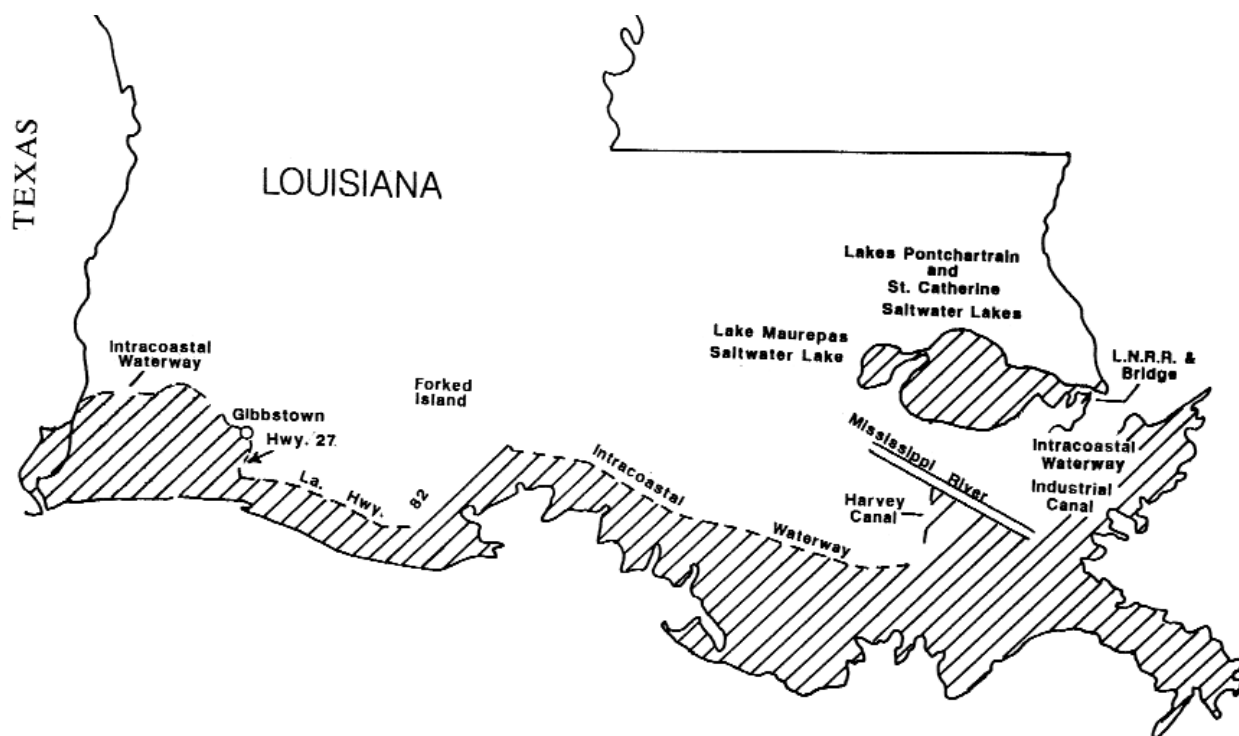 TEXAS
LOUISIANA
Lakes Pontchartrain
and
St. Catherine
Saltwater Lakes
Lake Maurepas
Saltwater Lake
L.N.R.R. &
Bridge
Intracoastal
Waterway
Forked
Island
Gibbstown
Hwy. 27
La. Hwy. 82
Intracoastal Waterway
Mississippi River
Intracoastal
Waterway
Industrial
Canal
Harvey
Canal